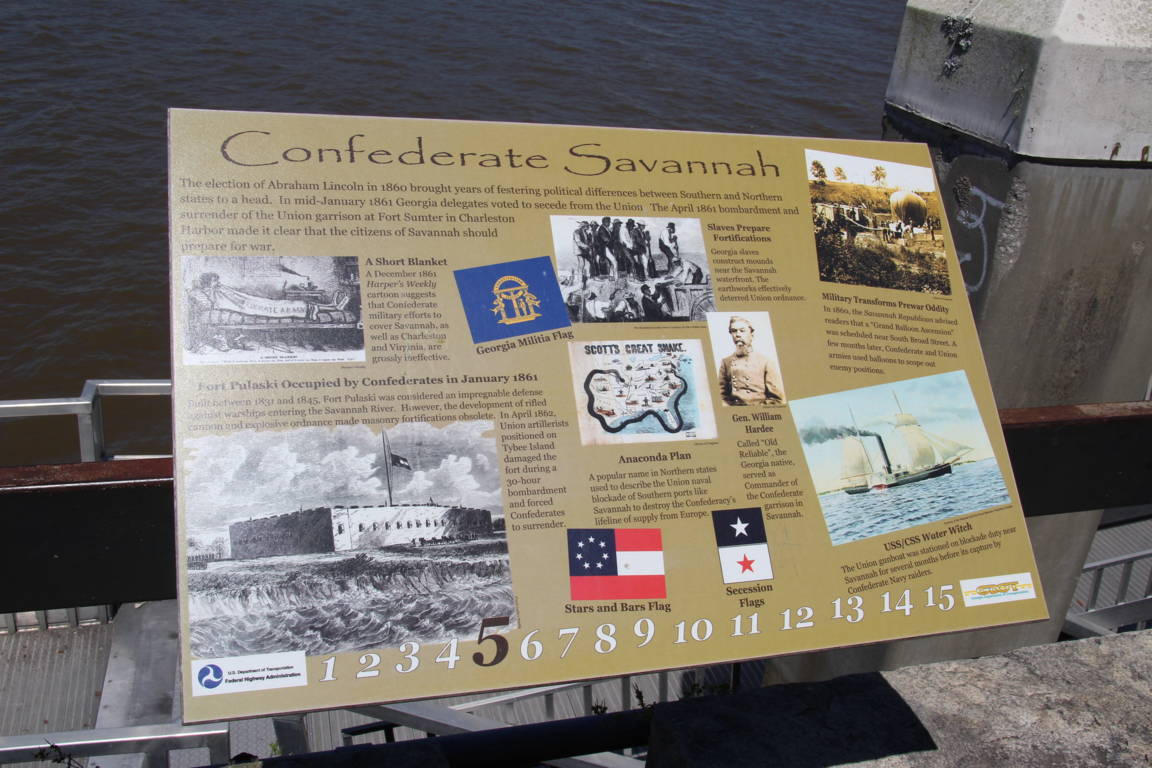 Confederate Savannah
The election of Abraham Lincoln in 1860 brought years of festering political differences between Southern and Northern
states to a head. In mid-January 1861 Georgia delegates voted to secede from the Union The April 1861 bombardment and
surrender of the Union garrison at Fort Sumter in Charleston
Harbor made it clear that the citizens of Savannah should
prepare for war.
A Short Blanket
A December 1861
Harper's Weekly
cartoon suggests
that Confederate
military efforts to
cover Savannah, as
well as Charleston
and Virginia, are
grossly ineffective.
Georgia Militia Flag
Slaves Prepare
Fortifications
Georgia slaves
construct mounds
near the Savannah
waterfront. The
earthworks effectively
deterred Union ordnance.
Military Transforms Prewar Oddity
In 1860, the Savannah Republican advised
readers that a "Grand Balloon Ascension"
was scheduled near South Broad Street. A
few months later, Confederate and Union
armies used balloons to scope out
enemy positions.
Fort Pulaski Occupied by Confederates in January 1861
Built between 1831 and 1845, Fort Pulaski was considered an impregnable defense
against warships entering the Savannah River. However, the development of rifled
cannon and explosive ordnance made masonry fortifications obsolete.
In April 1862,
Union artillerists
positioned on
Tybee Island
damaged the
fort during a
30-hour
bombardment
and forced
Confederates
to surrender.
SCOTT'S GREAT SNAKE.
Anaconda Plan
A popular name in Northern states
used to describe the Union naval
blockade of Southern ports like
Savannah to destroy the Confederacy's
lifeline of supply from Europe.
Gen. William
Hardee
Called "Old
Reliable", the
Georgia native,
served as
Commander of
the Confederate
garrison in
Savannah.
USS/CSS Water Witch
The Union gunboat was stationed on blockade duty near
Savannah for several months before its capture by
Confederate Navy raiders.
Stars and Bars Flag
Secession
Flags
U.S. Department of Transportation
Federal Highway Administration
1 2 3 4 5 6 7 8 9 10 11 12 13 14 15